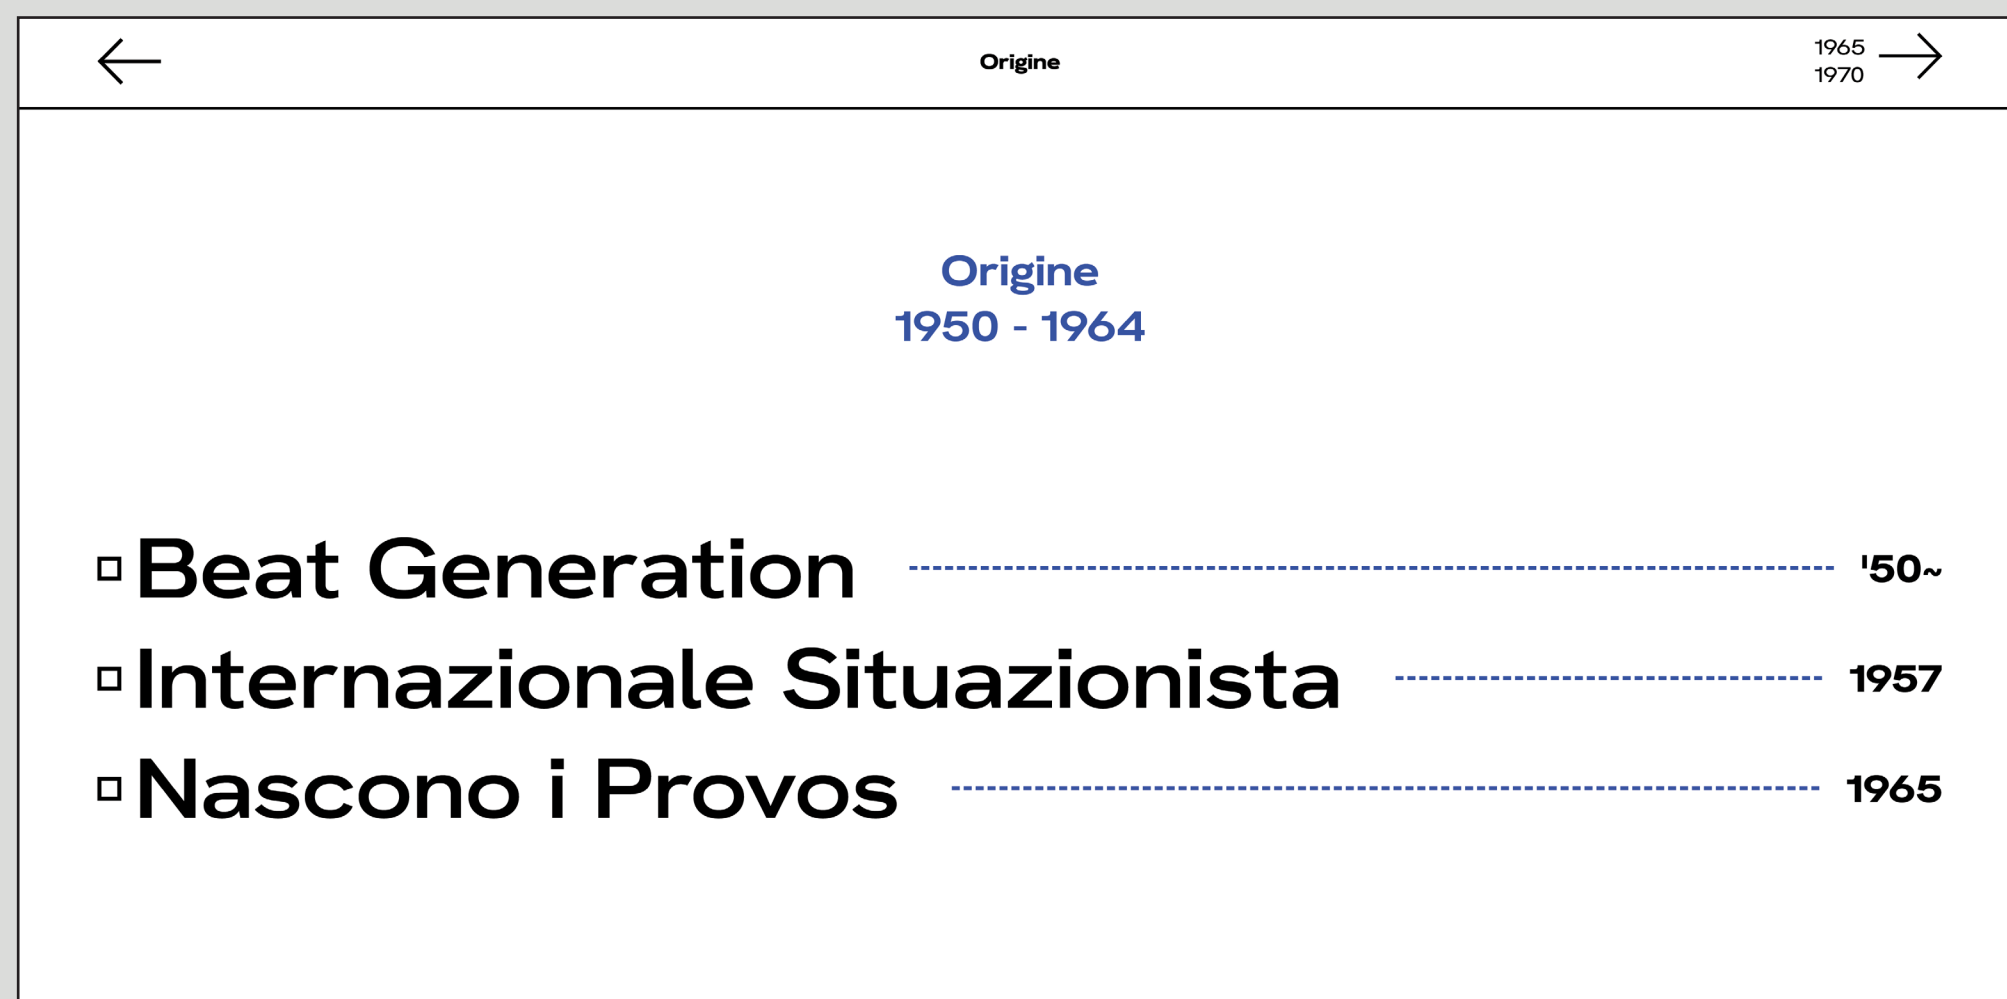 Origine
1965
1970
Origine
1950 - 1964
Beat Generation '50~
Internazionale Situazionista 1957
Nascono i Provos 1965